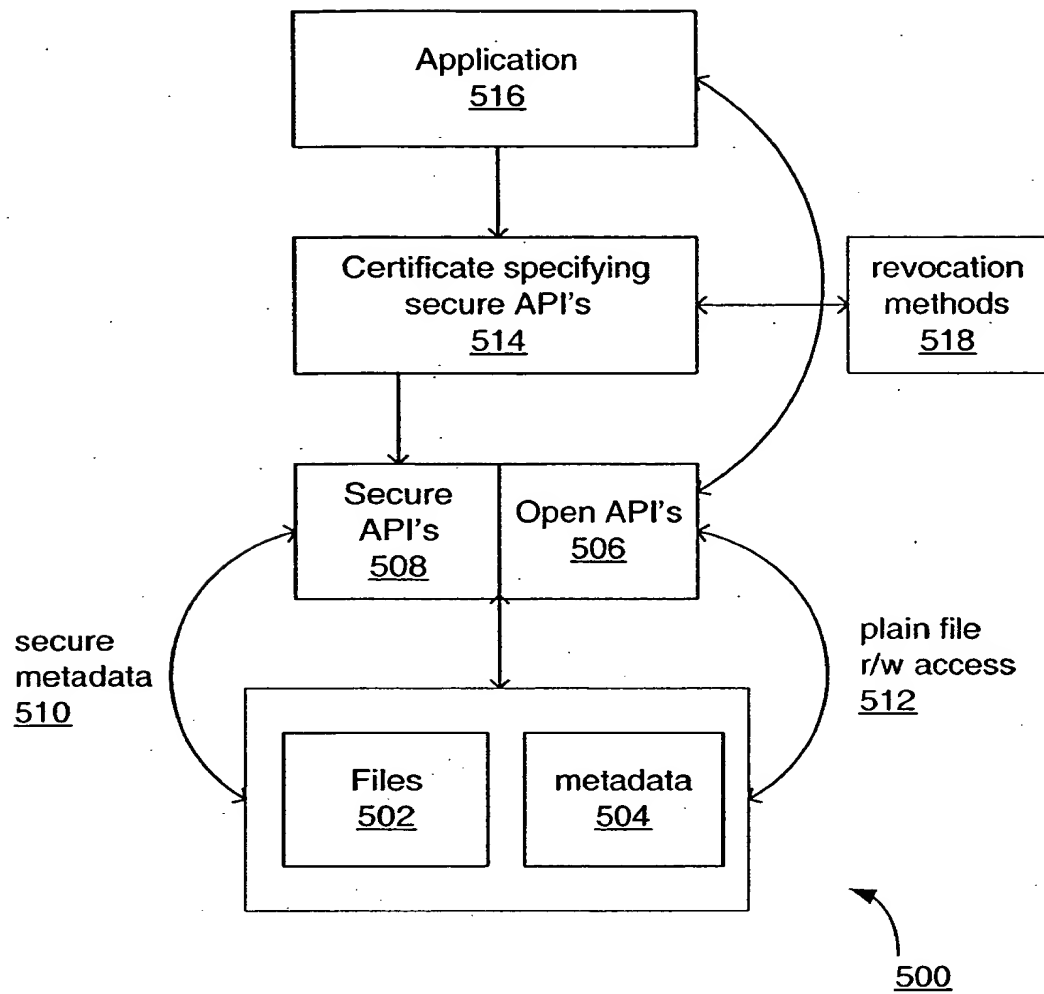 Application
516
Certificate specifying
secure API's
514
revocation
methods
518
Secure
API's
508
Open API's
506
secure
metadata
510
plain file
r/w access
512
Files
502
metadata
504
500